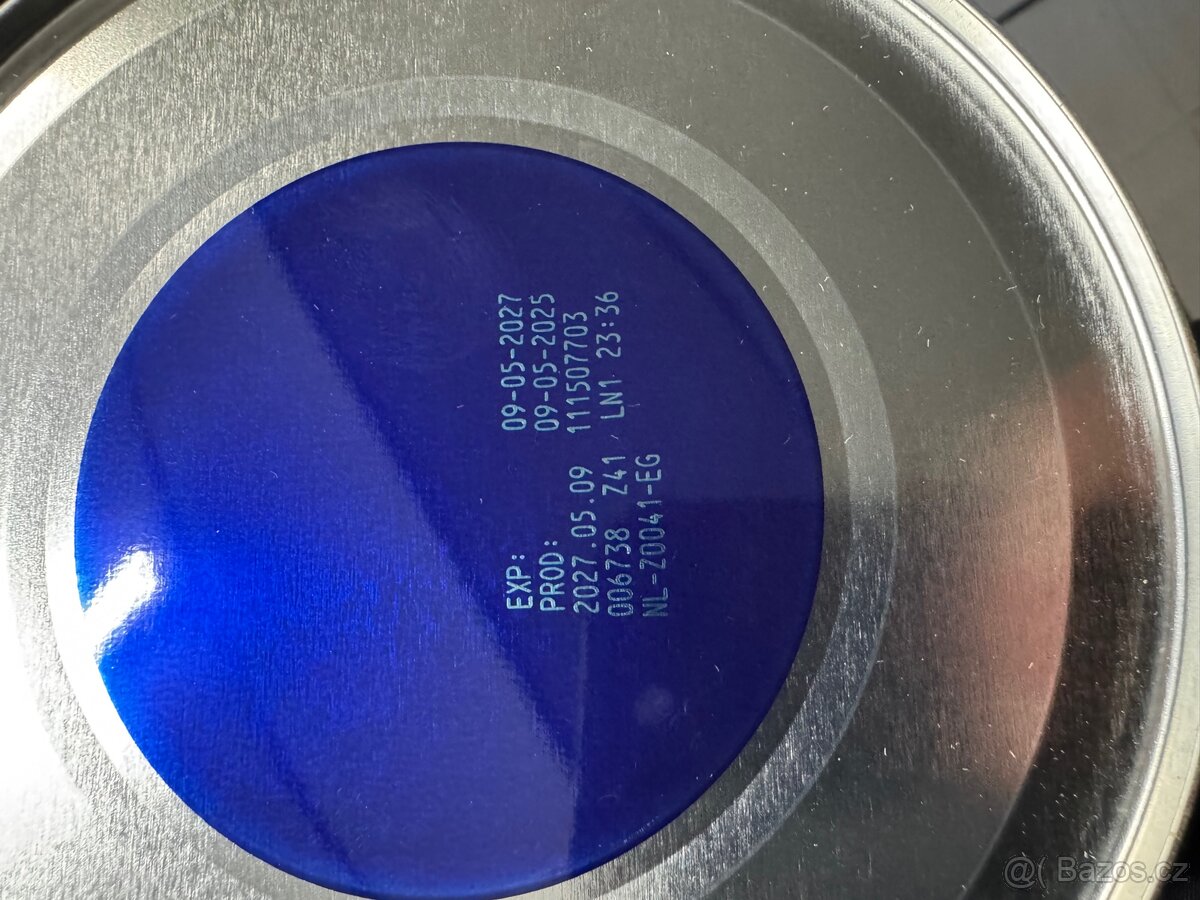 EXP: 09-05-2027
PROD: 09-05-2025
2027.05.09 111507703
006738 Z41 LN1 23:36
NL-Z0041-EG
@( Bazos.cz